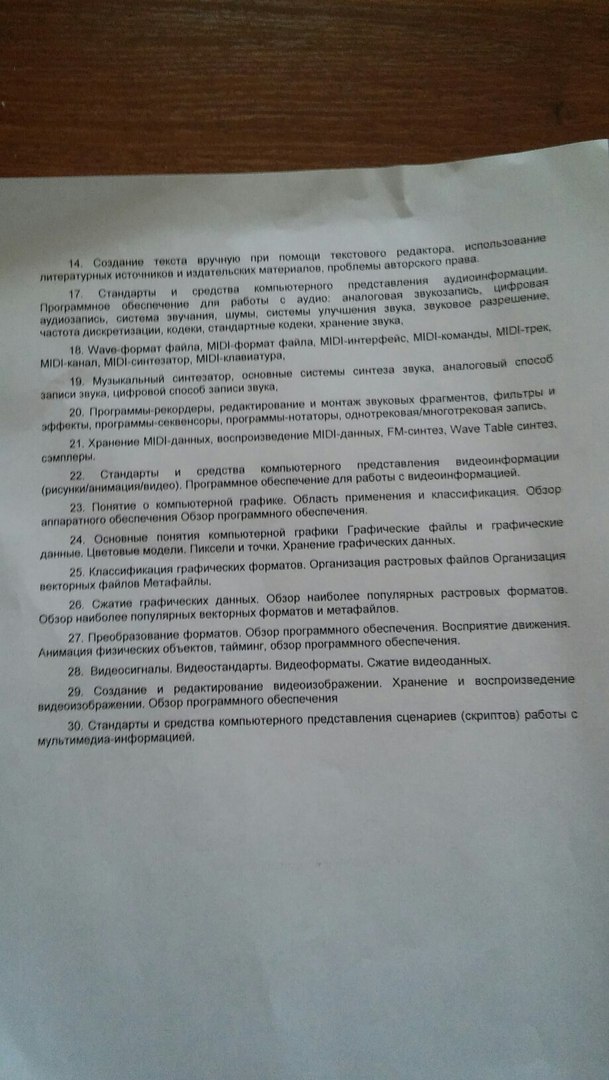 14. Создание текста вручную при помощи текстового редактора, использование
литературных источников и издательских материалов, проблемы авторского права.
17. Стандарты и средства компьютерного представления аудиоинформации.
Программное обеспечение для работы с аудио: аналоговая звукозапись, цифровая
аудиозапись, система звучания, шумы, системы улучшения звука, звуковое разрешение,
частота дискретизации, кодеки, стандартные кодеки, хранение звука,
18. Wave-формат файла, MIDI-формат файла, MIDI-интерфейс, MIDI-команды, MIDI-трек,
MIDI-канал, MIDI-синтезатор, MIDI-клавиатура,
19. Музыкальный синтезатор, основные системы синтеза звука, аналоговый способ
записи звука, цифровой способ записи звука,
20. Программы-рекордеры, редактирование и монтаж звуковых фрагментов, фильтры и
эффекты, программы-секвенсоры, программы-нотаторы, однотрековая/многотрековая запись,
21. Хранение MIDI-данных, воспроизведение MIDI-данных, FM-синтез, Wave Table синтез,
сэмплеры.
22. Стандарты и средства компьютерного представления видеоинформации
(рисунки/анимация/видео). Программное обеспечение для работы с видеоинформацией.
23. Понятие о компьютерной графике. Область применения и классификация. Обзор
аппаратного обеспечения Обзор программного обеспечения.
24. Основные понятия компьютерной графики Графические файлы и графические
данные. Цветовые модели. Пиксели и точки. Хранение графических данных.
25. Классификация графических форматов. Организация растровых файлов Организация
векторных файлов Метафайлы.
26. Сжатие графических данных. Обзор наиболее популярных растровых форматов.
Обзор наиболее популярных векторных форматов и метафайлов.
27. Преобразование форматов. Обзор программного обеспечения. Восприятие движения.
Анимация физических объектов, тайминг, обзор программного обеспечения.
28. Видеосигналы. Видеостандарты. Видеоформаты. Сжатие видеоданных.
29. Создание и редактирование видеоизображении. Хранение и воспроизведение
видеоизображении. Обзор программного обеспечения
30. Стандарты и средства компьютерного представления сценариев (скриптов) работы с
мультимедиа-информацией,